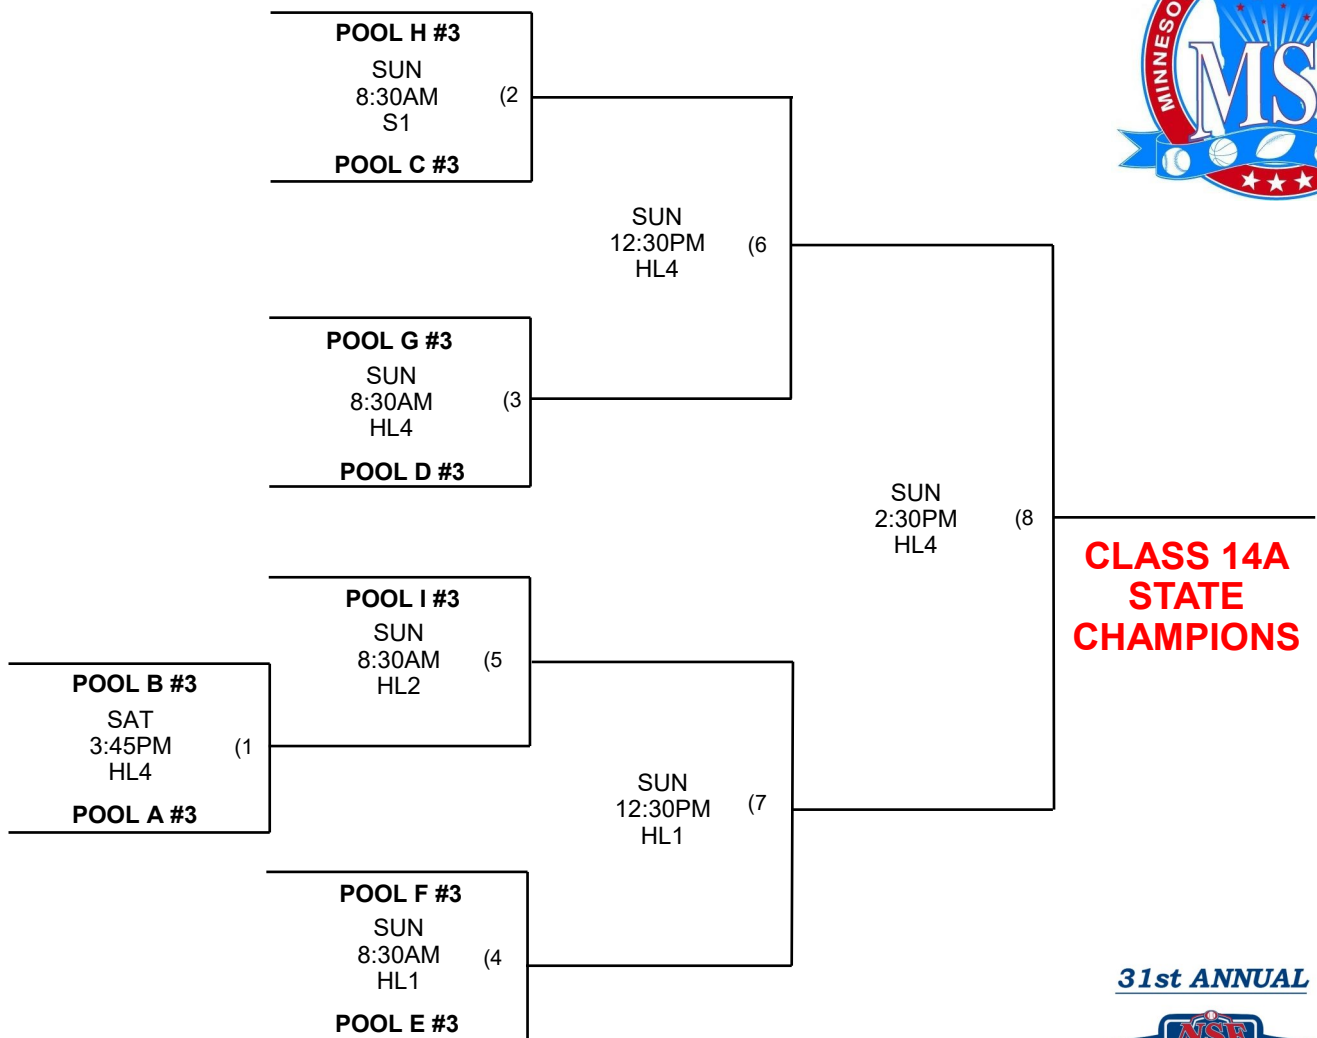 POOL H #3
SUN
8:30AM (2
S1
POOL C #3
MINNESO
MS
SUN
12:30PM (6
HL4
POOL G #3
SUN
8:30AM (3
HL4
POOL D #3
SUN
2:30PM (8
HL4
CLASS 14A
STATE
CHAMPIONS
POOL I #3
SUN
8:30AM (5
HL2
POOL B #3
SAT
3:45PM (1
HL4
POOL A #3
SUN
12:30PM (7
HL1
POOL F #3
SUN
8:30AM (4
HL1
POOL E #3
31st ANNUAL
NSF